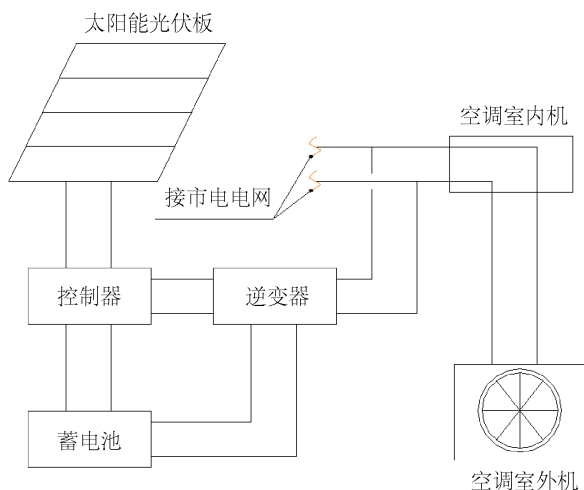 太阳能光伏板
空调室内机
接市电电网
控制器
逆变器
蓄电池
空调室外机